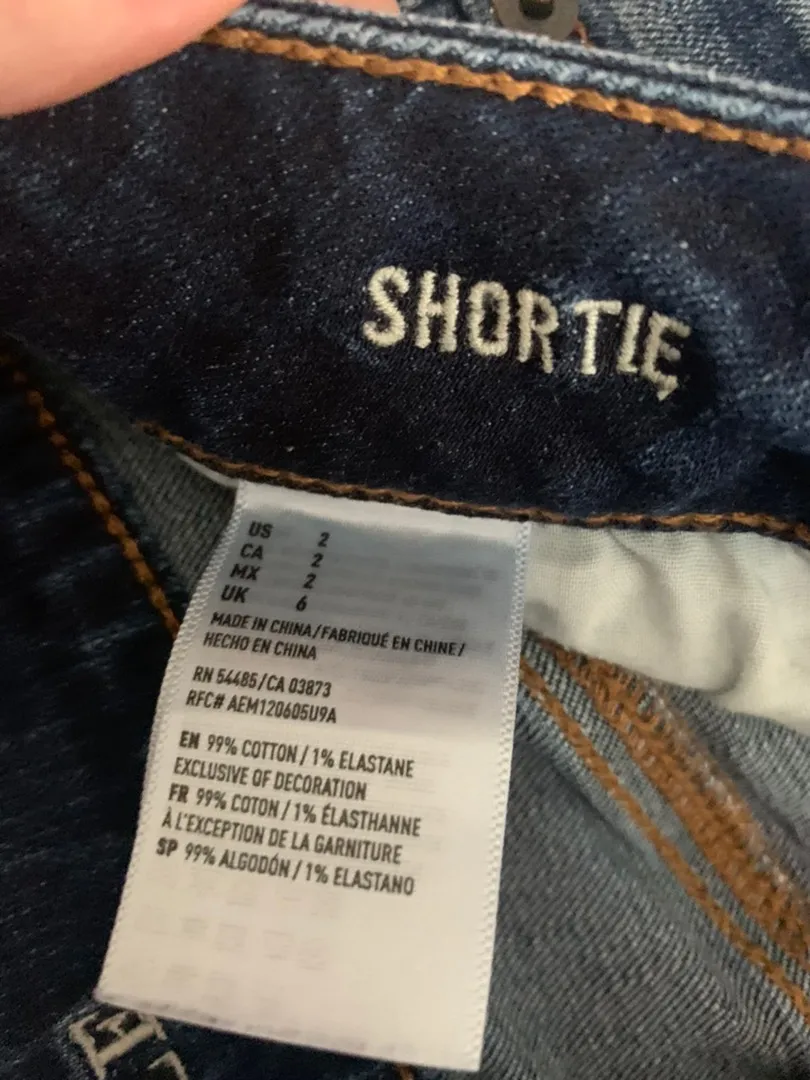 SHORTIE
US 2
CA 2
MX 2
UK 6
MADE IN CHINA/FABRIQUÉ EN CHINE/
HECHO EN CHINA
RN 54485/CA 03873
RFC# AEM120605U9A
EN 99% COTTON / 1% ELASTANE
EXCLUSIVE OF DECORATION
FR 99% COTON / 1% ÉLASTHANNE
À L'EXCEPTION DE LA GARNITURE
SP 99% ALGODÓN / 1% ELASTANO